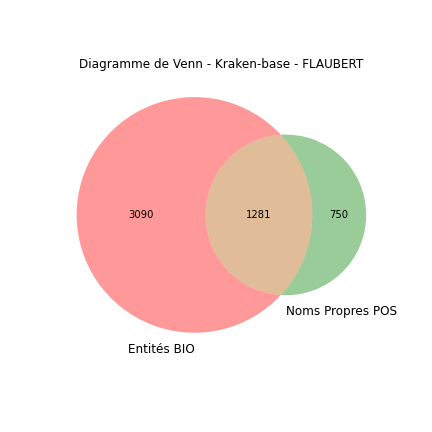 Diagramme de Venn - Kraken-base - FLAUBERT
3090
1281
750
Noms Propres POS
Entités BIO